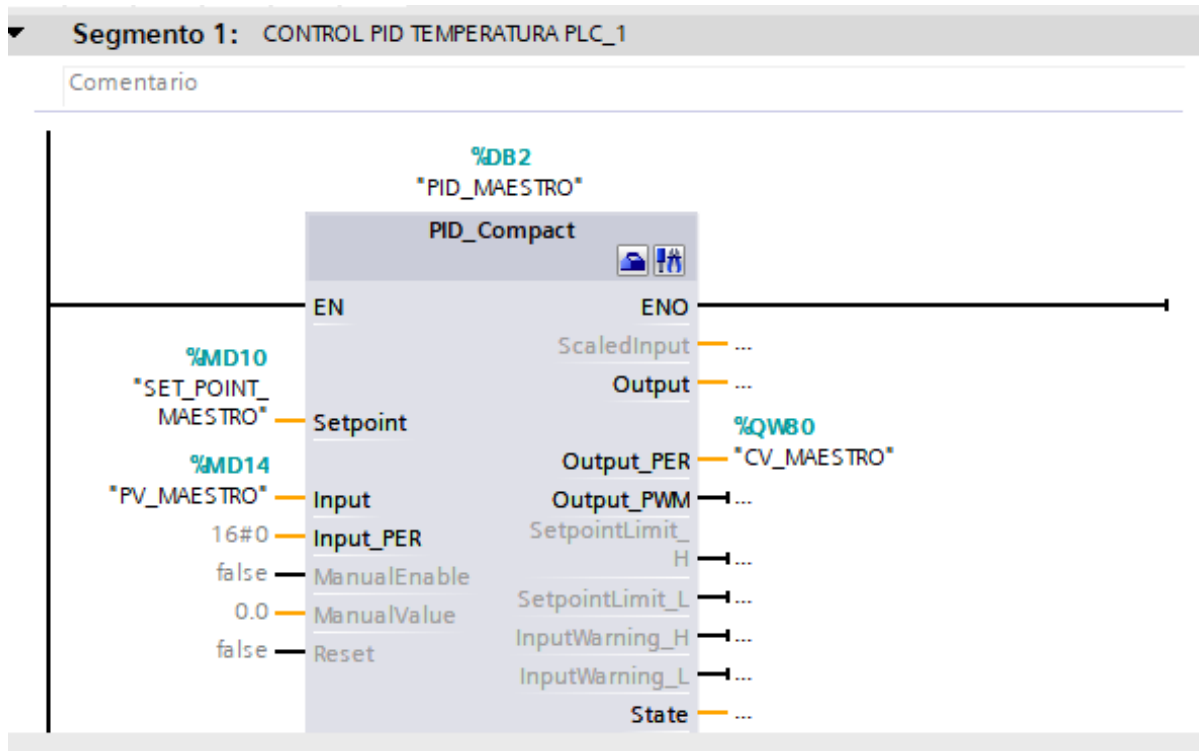 Segmento 1: CONTROL PID TEMPERATURA PLC_1
Comentario
%DB2
"PID_MAESTRO"
PID_Compact
EN
ENO
ScaledInput
...
%MD10
"SET_POINT_
MAESTRO"
Setpoint
Output
...
%QW80
Output_PER
"CV_MAESTRO"
%MD14
"PV_MAESTRO"
Input
Output_PWM
...
16#0
Input_PER
SetpointLimit_
H
...
false
ManualEnable
SetpointLimit_L
...
0.0
ManualValue
InputWarning_H
...
false
Reset
InputWarning_L
...
State
...